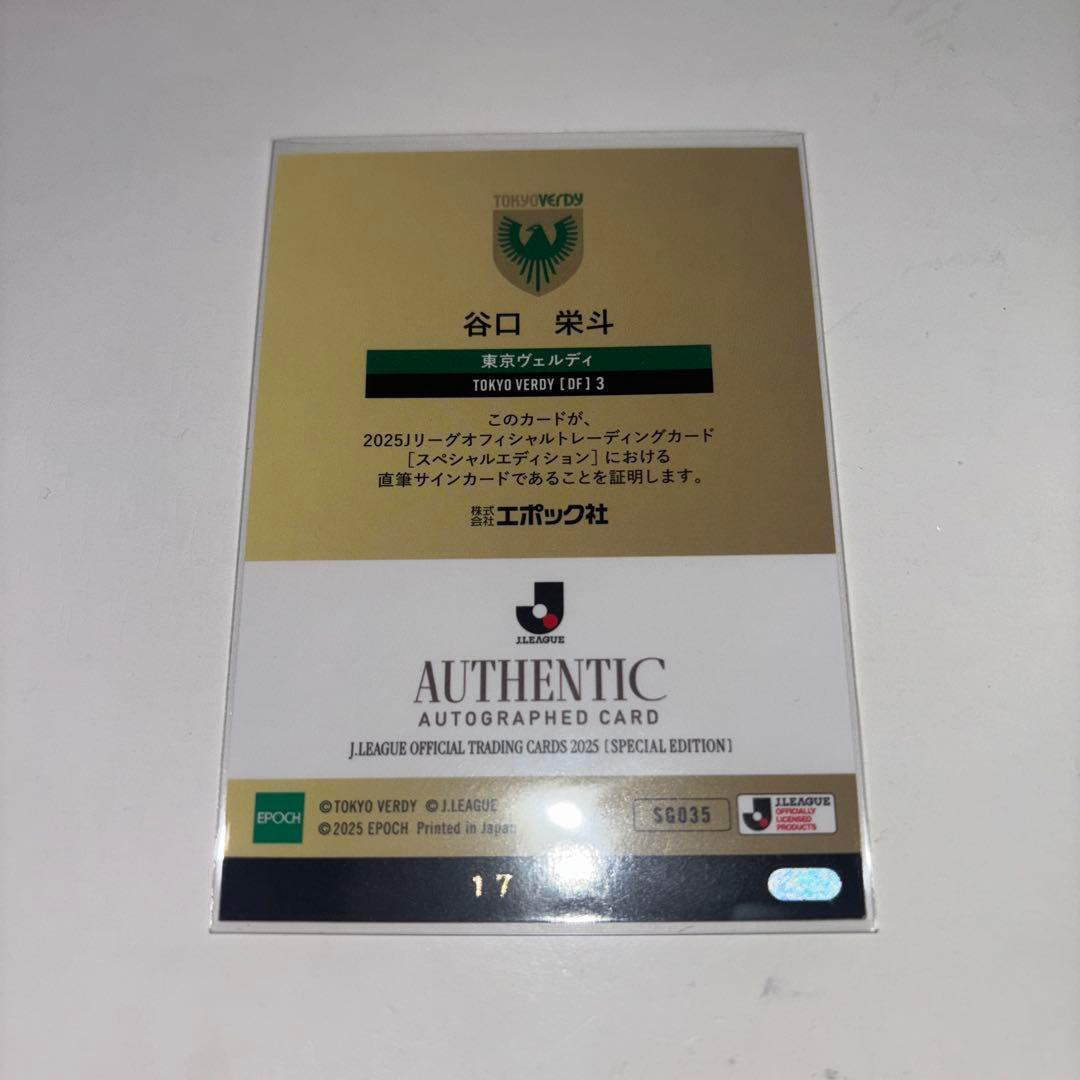 TOKYO VERDY
谷口 栄斗
東京ヴェルディ
TOKYO VERDY [DF] 3
このカードが、
2025Jリーグオフィシャルトレーディングカード
[スペシャルエディション]における
直筆サインカードであることを証明します。
株式会社エポック社
J.LEAGUE
AUTHENTIC
AUTOGRAPHED CARD
J.LEAGUE OFFICIAL TRADING CARDS 2025 [SPECIAL EDITION]
EPOCH
©TOKYO VERDY ©J.LEAGUE
©2025 EPOCH Printed in Japan
SG035
J.LEAGUE
OFFICIALLY
LICENSED
PRODUCTS
17